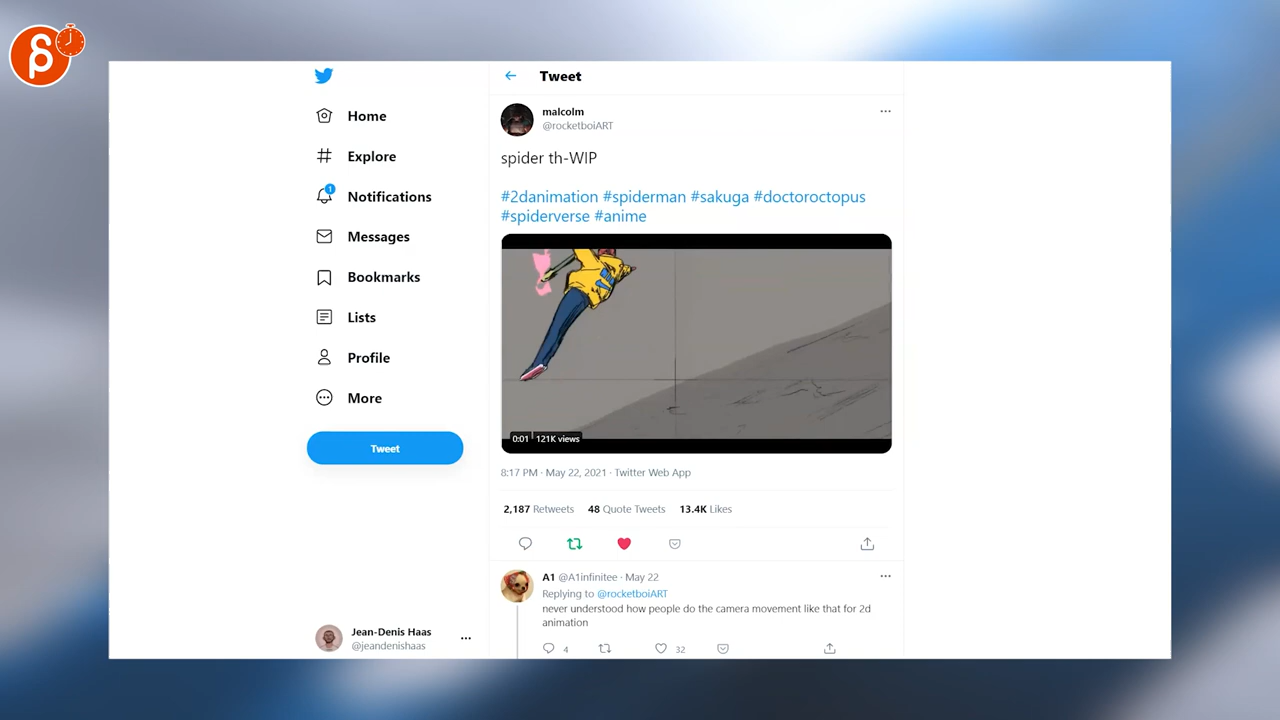 Home
Explore
1
Notifications
Messages
Bookmarks
Lists
Profile
More
Tweet
Jean-Denis Haas
@jeandenishaas
Tweet
malcolm
@rocketboiART
spider th-WIP
#2danimation #spiderman #sakuga #doctoroctopus
#spiderverse #anime
0:01 121K views
8:17 PM · May 22, 2021 · Twitter Web App
2,187 Retweets 48 Quote Tweets 13.4K Likes
A1 @A1infinitee · May 22
Replying to @rocketboiART
never understood how people do the camera movement like that for 2d
animation
4 32